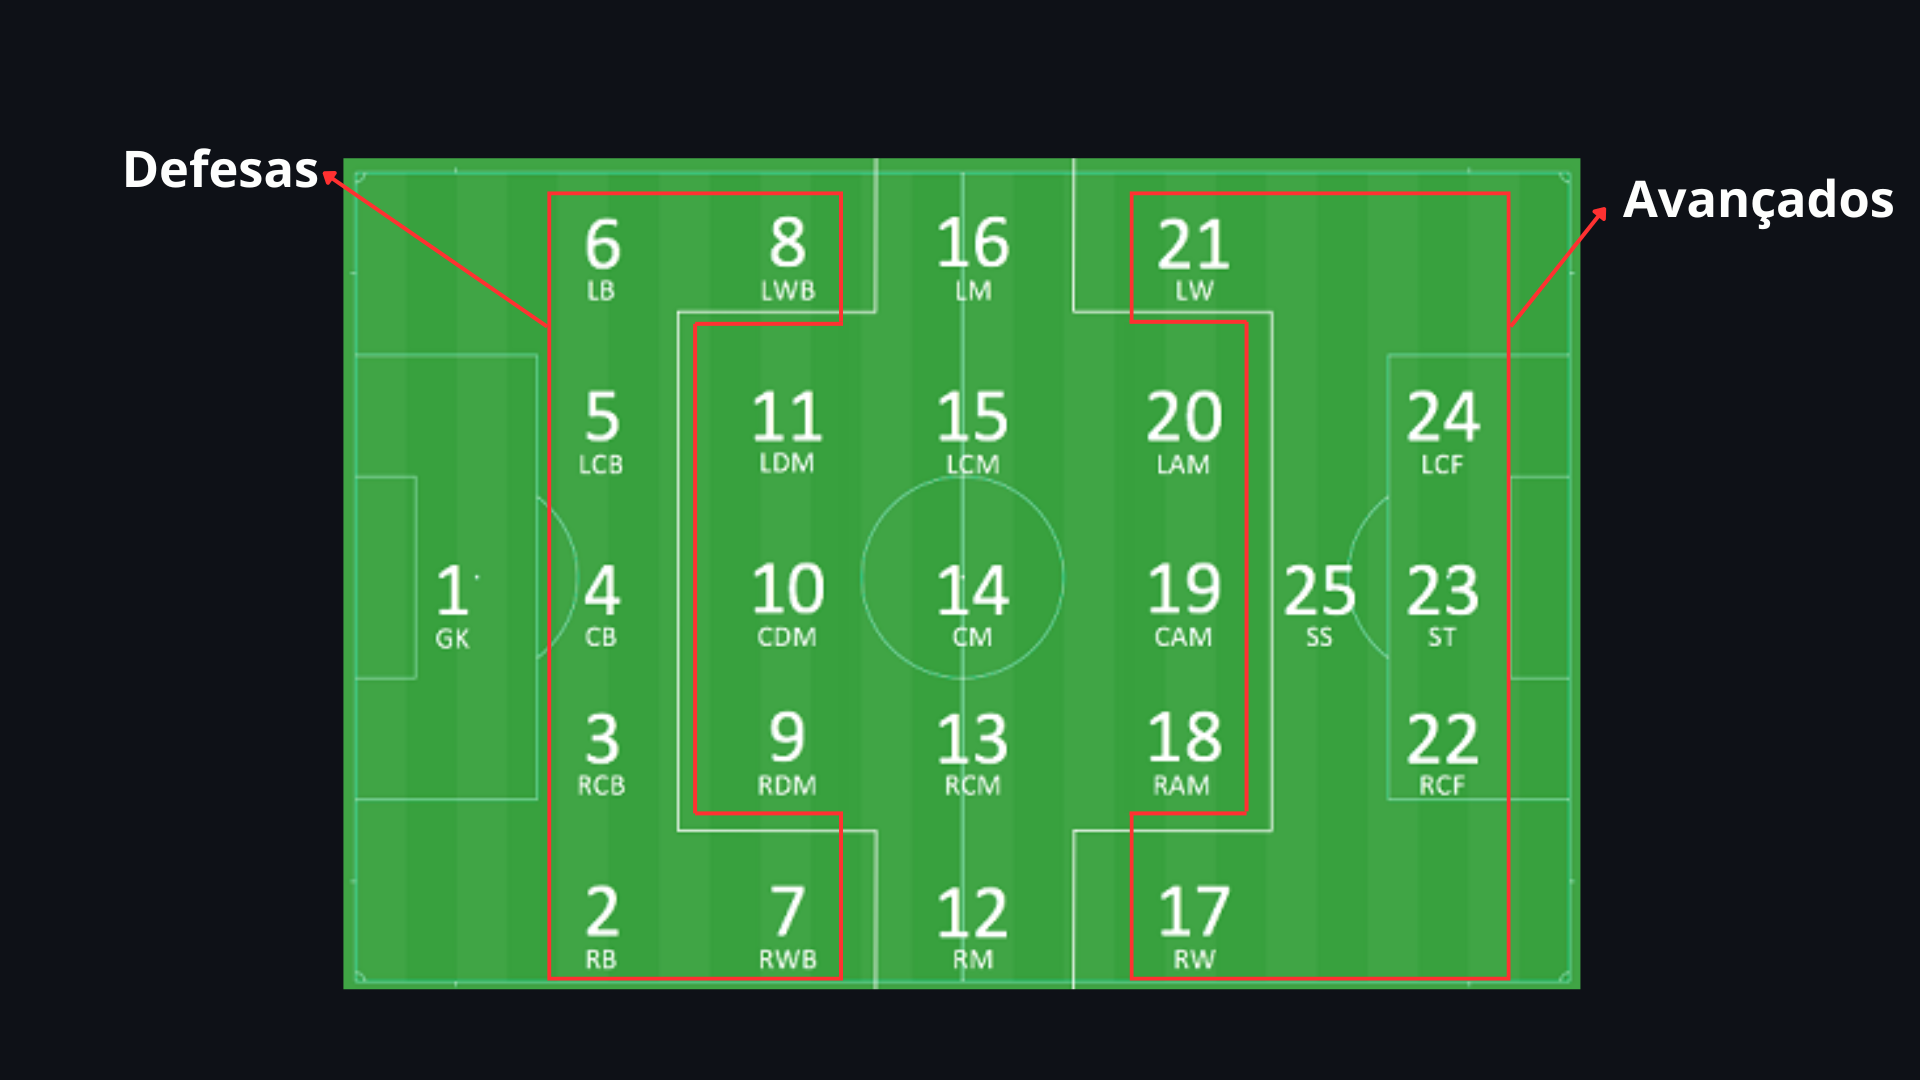 Defesas
Avançados
6 8 16 21
LB LWB LM LW
5 11 15 20 24
LCB LDM LCM LAM LCF
1 4 10 14 19 25 23
GK CB CDM CM CAM SS ST
3 9 13 18 22
RCB RDM RCM RAM RCF
2 7 12 17
RB RWB RM RW